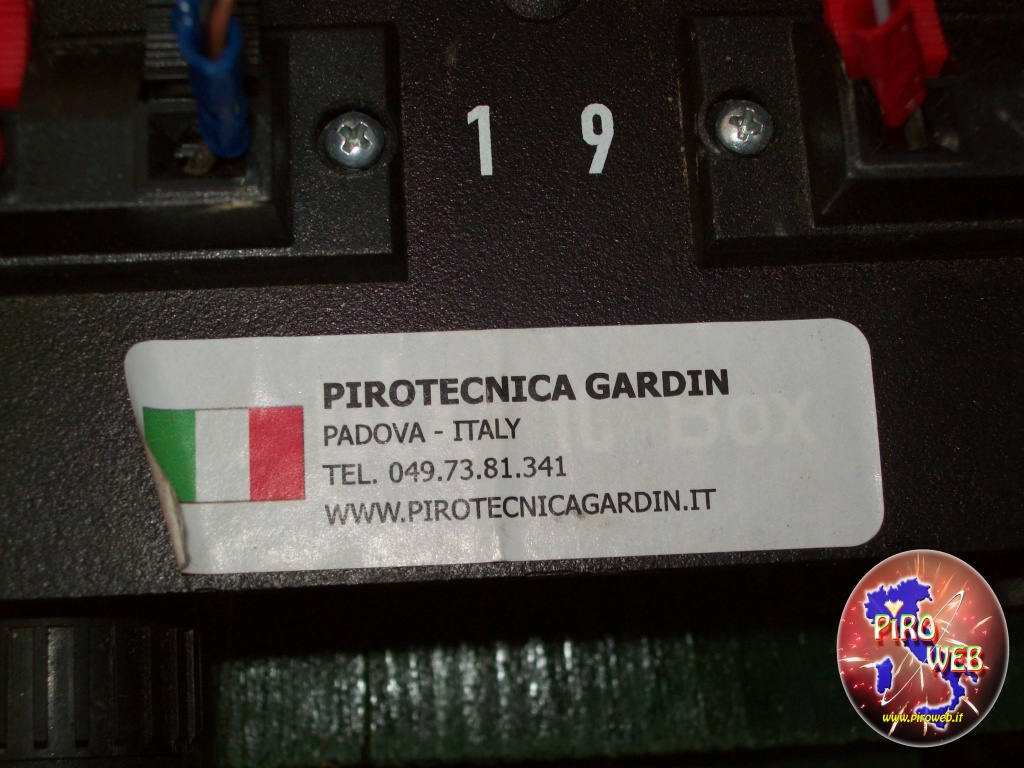 1 9
PIROTECNICA GARDIN
Box
PADOVA - ITALY
TEL. 049.73.81.341
WWW.PIROTECNICAGARDIN.IT
PIRO
WEB
www.piroweb.it